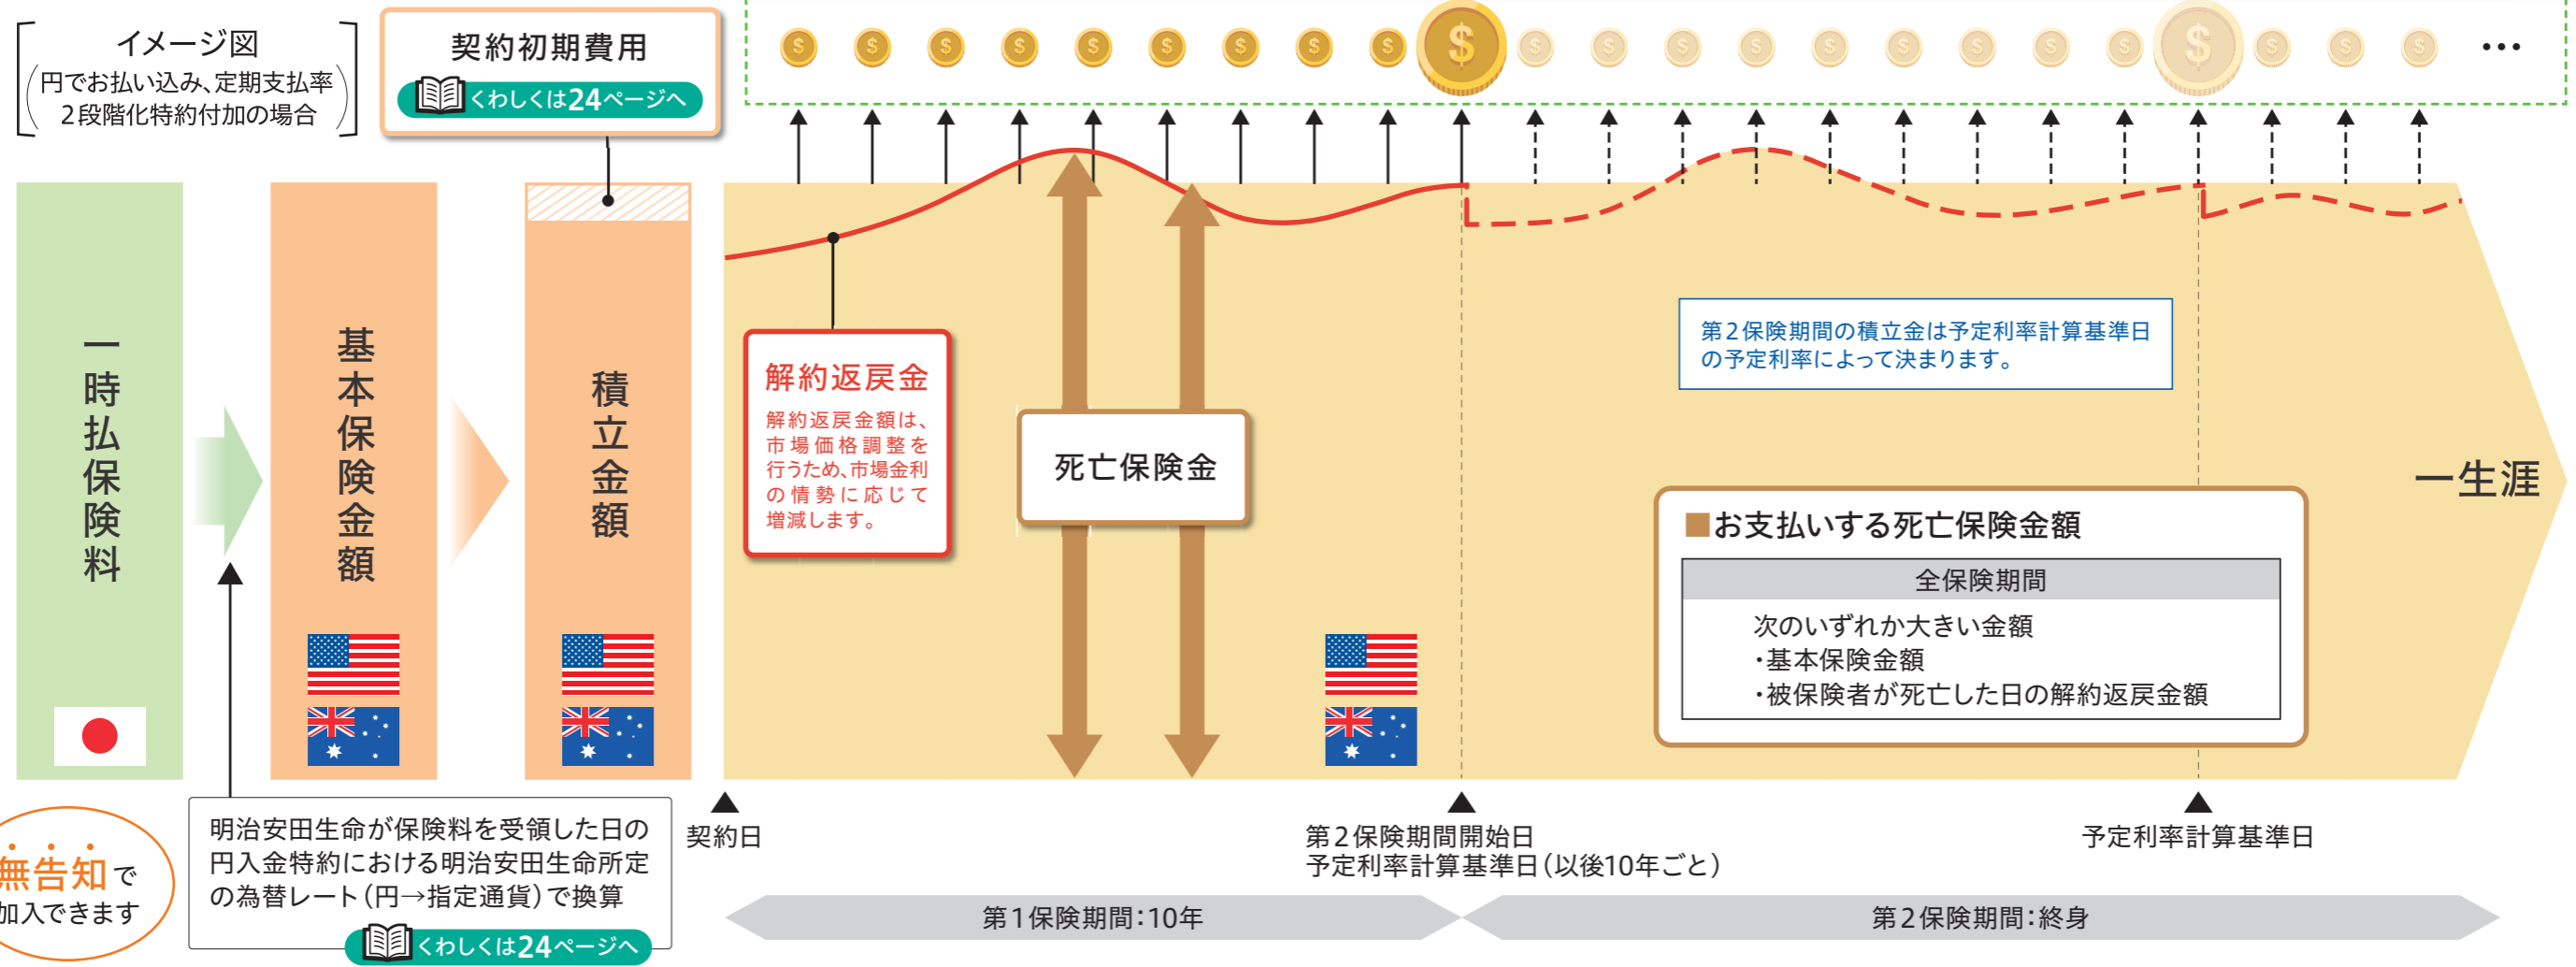 イメージ図
円でお払い込み、定期支払率
2段階化特約付加の場合
契約初期費用
くわしくは24ページへ
$ $ $ $ $ $ $ $ $ $ $ $ $ $ $ $ $ $ $ $ $ $ $ …
一時払保険料
基本保険金額
積立金額
解約返戻金
解約返戻金額は、
市場価格調整を
行うため、市場金利
の情勢に応じて
増減します。
死亡保険金
第2保険期間の積立金は予定利率計算基準日
の予定利率によって決まります。
一生涯
■お支払いする死亡保険金額
全保険期間
次のいずれか大きい金額
・基本保険金額
・被保険者が死亡した日の解約返戻金額
無告知で
加入できます
明治安田生命が保険料を受領した日の
円入金特約における明治安田生命所定
の為替レート(円→指定通貨)で換算
くわしくは24ページへ
契約日
第2保険期間開始日
予定利率計算基準日(以後10年ごと)
予定利率計算基準日
第1保険期間:10年
第2保険期間:終身